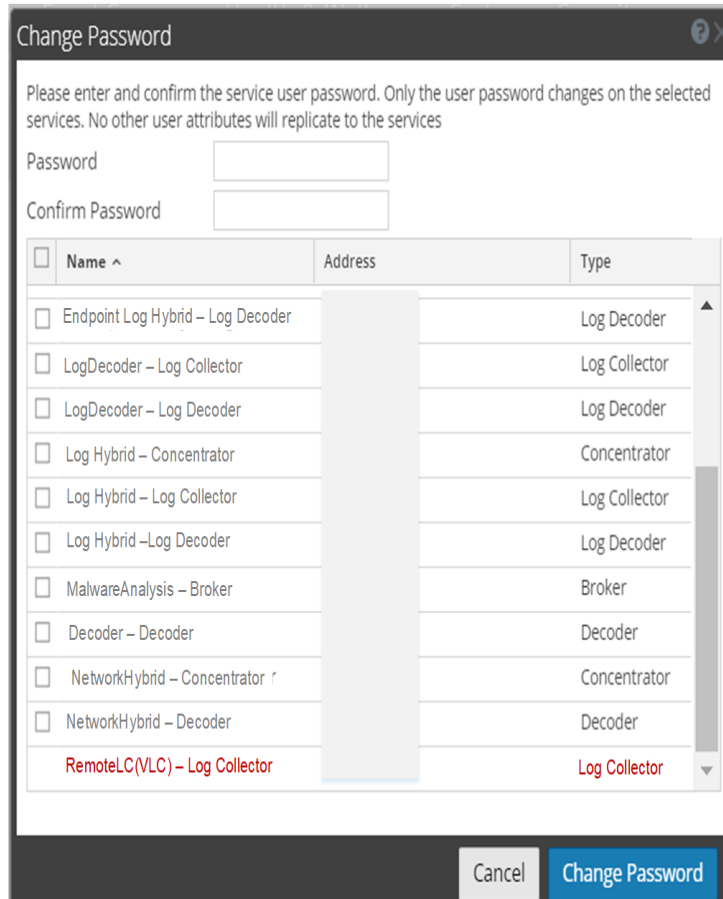 Change Password
Please enter and confirm the service user password. Only the user password changes on the selected
services. No other user attributes will replicate to the services
Password
Confirm Password
Name Address Type
Endpoint Log Hybrid – Log Decoder Log Decoder
LogDecoder – Log Collector Log Collector
LogDecoder – Log Decoder Log Decoder
Log Hybrid – Concentrator Concentrator
Log Hybrid – Log Collector Log Collector
Log Hybrid –Log Decoder Log Decoder
MalwareAnalysis – Broker Broker
Decoder – Decoder Decoder
NetworkHybrid – Concentrator Concentrator
NetworkHybrid – Decoder Decoder
RemoteLC(VLC) – Log Collector Log Collector
Cancel Change Password